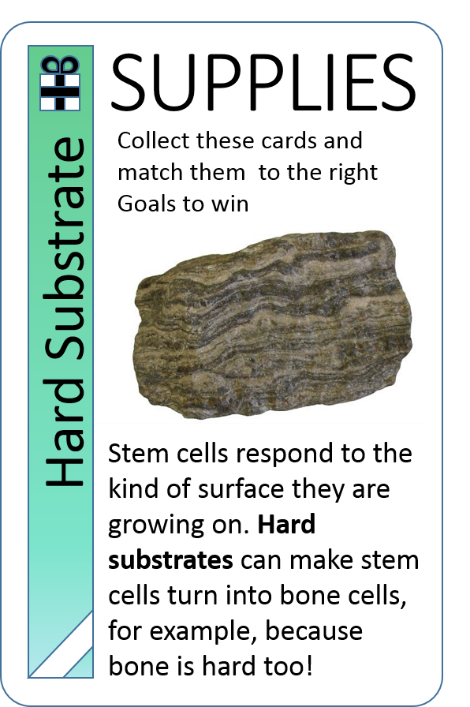 SUPPLIES
Collect these cards and
match them to the right
Goals to win
Hard Substrate
Stem cells respond to the
kind of surface they are
growing on. Hard
substrates can make stem
cells turn into bone cells,
for example, because
bone is hard too!